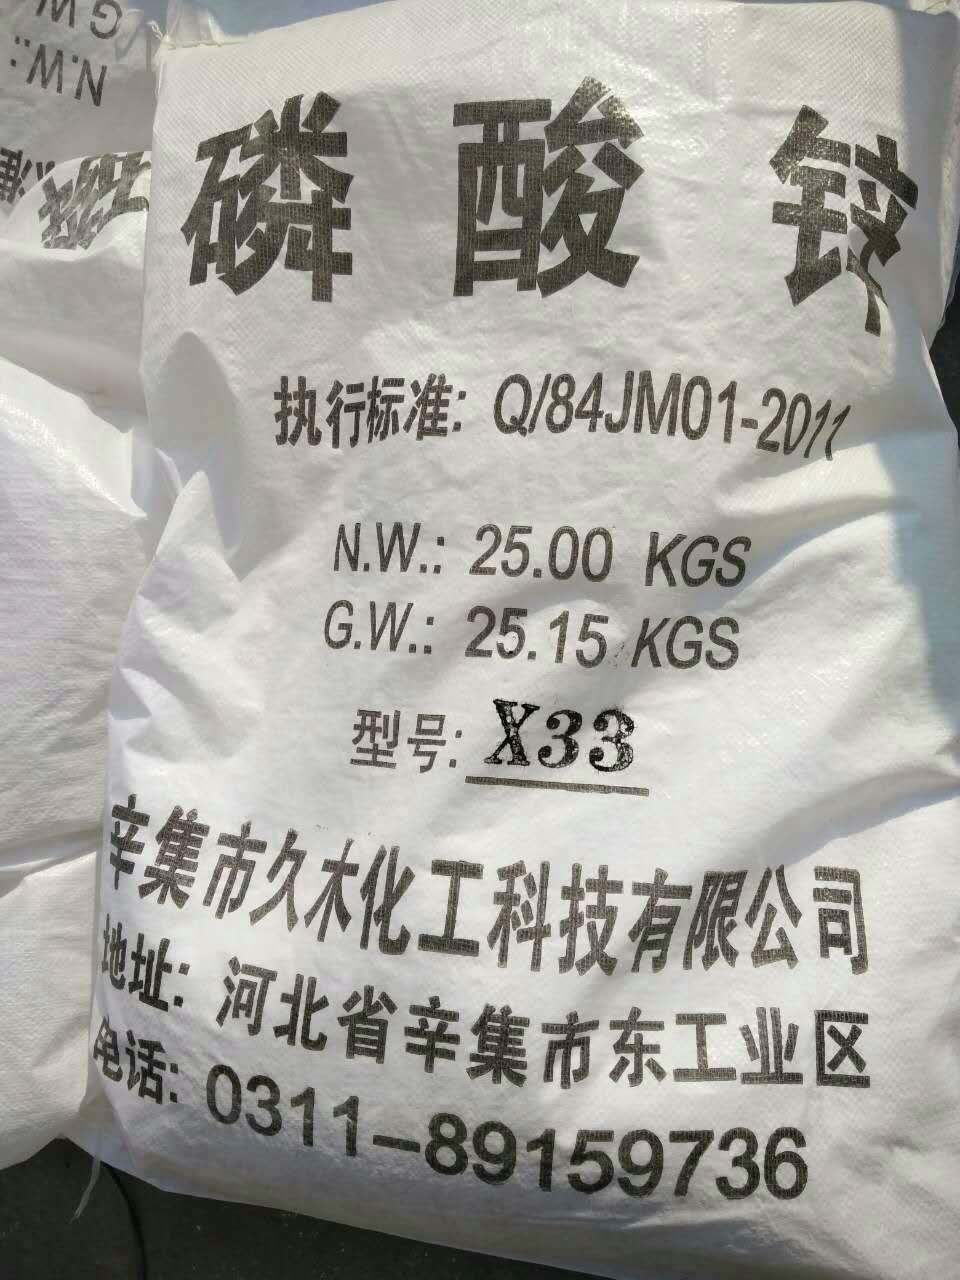 磷酸锌
执行标准: Q/84JM01-2011
N.W.: 25.00 KGS
G.W.: 25.15 KGS
型号: X33
辛集市久木化工科技有限公司
地址: 河北省辛集市东工业区
电话: 0311-89159736
G.W
N.W.:
准